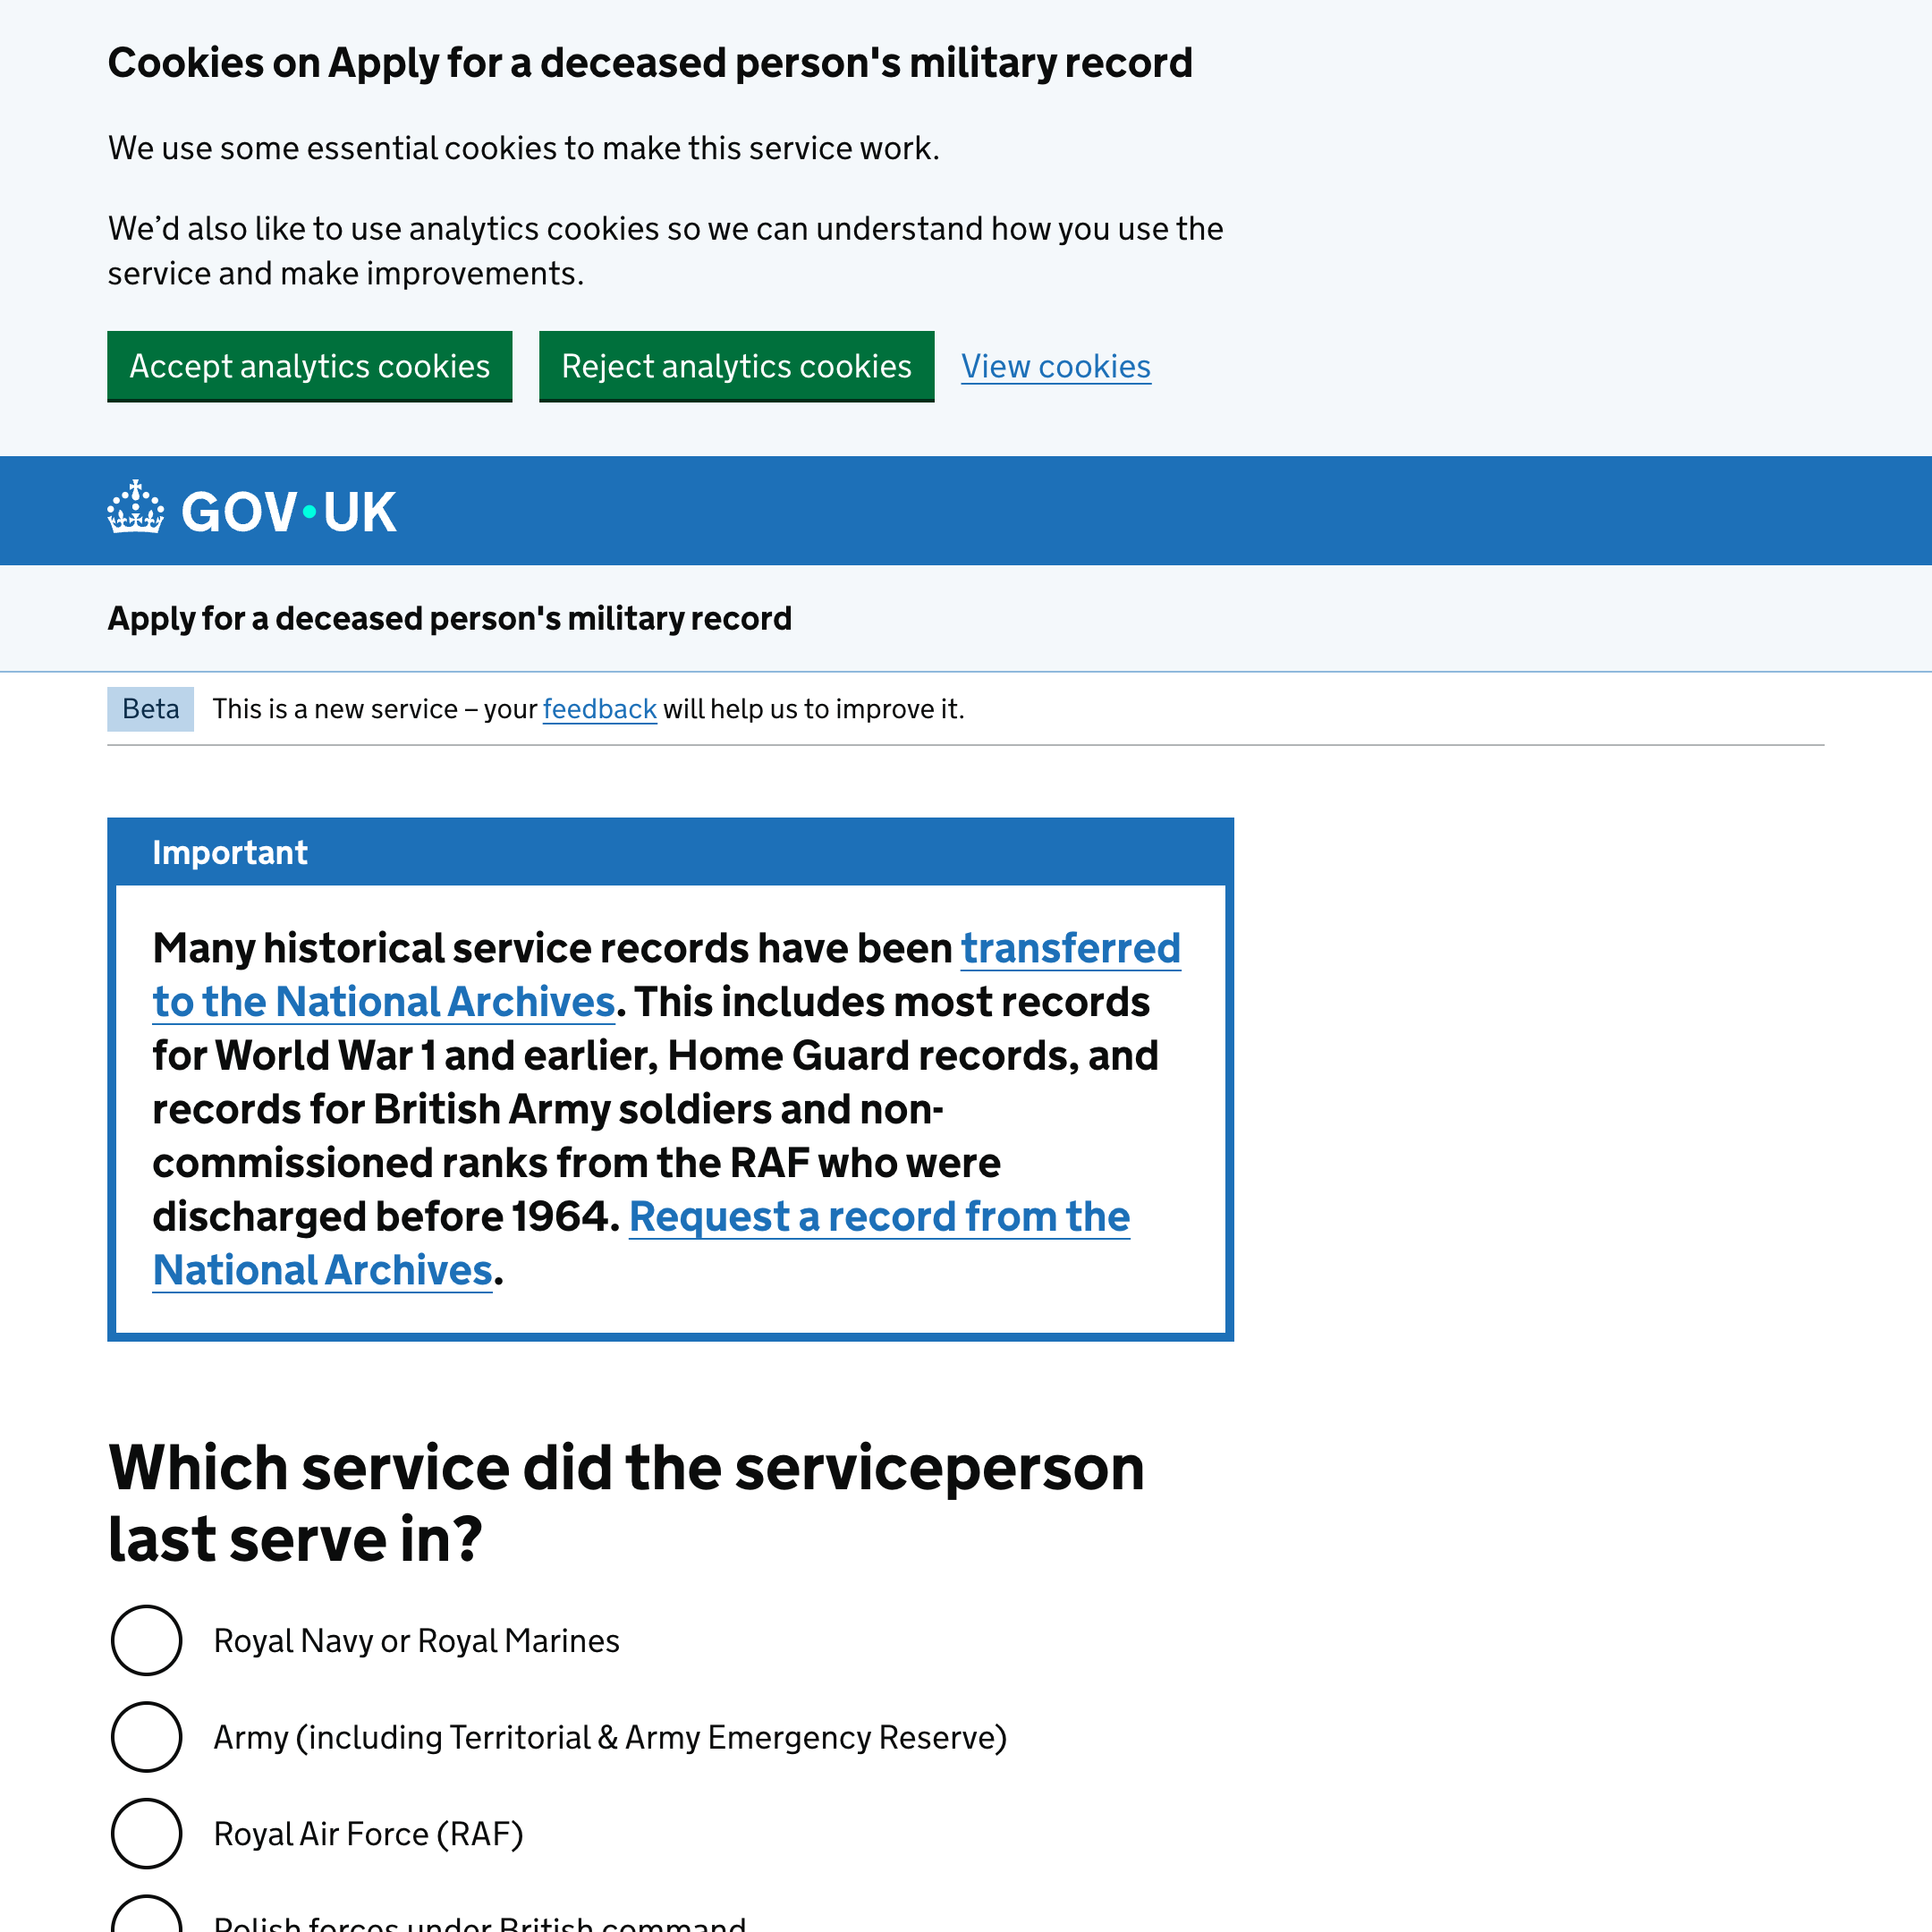 Cookies on Apply for a deceased person's military record
We use some essential cookies to make this service work.
We’d also like to use analytics cookies so we can understand how you use the
service and make improvements.
Accept analytics cookies
Reject analytics cookies
View cookies
GOV·UK
Apply for a deceased person's military record
Beta
This is a new service – your feedback will help us to improve it.
Important
Many historical service records have been transferred
to the National Archives. This includes most records
for World War 1 and earlier, Home Guard records, and
records for British Army soldiers and non-
commissioned ranks from the RAF who were
discharged before 1964. Request a record from the
National Archives.
Which service did the serviceperson
last serve in?
Royal Navy or Royal Marines
Army (including Territorial & Army Emergency Reserve)
Royal Air Force (RAF)
Polish forces under British command